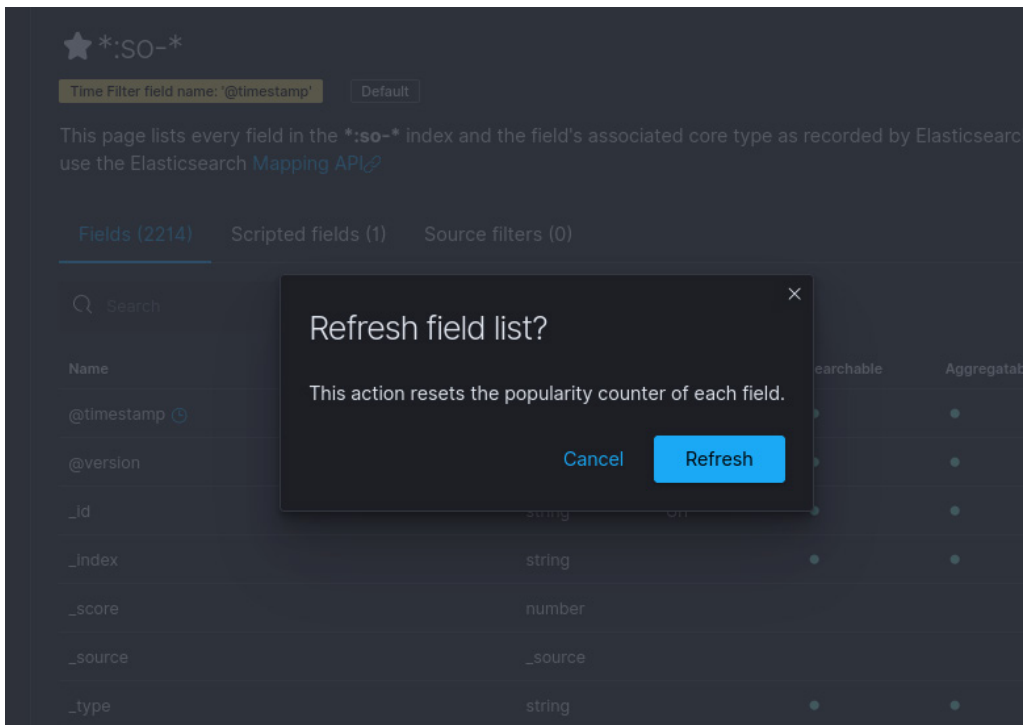 *:so-*
Time Filter field name: '@timestamp'
Default
This page lists every field in the *:so-* index and the field's associated core type as recorded by Elasticsearc
use the Elasticsearch Mapping API
Fields (2214)
Scripted fields (1)
Source filters (0)
Search
Refresh field list?
This action resets the popularity counter of each field.
Cancel
Refresh
Name
earchable
Aggregatab
@timestamp
@version
_id
string
_index
string
_score
number
_source
_source
_type
string